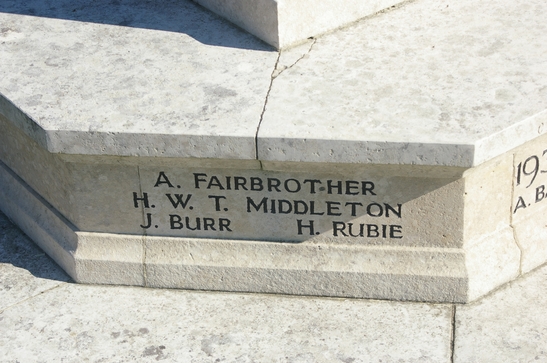 A. FAIRBROTHER
H. W. T. MIDDLETON
J. BURR H. RUBIE
A.